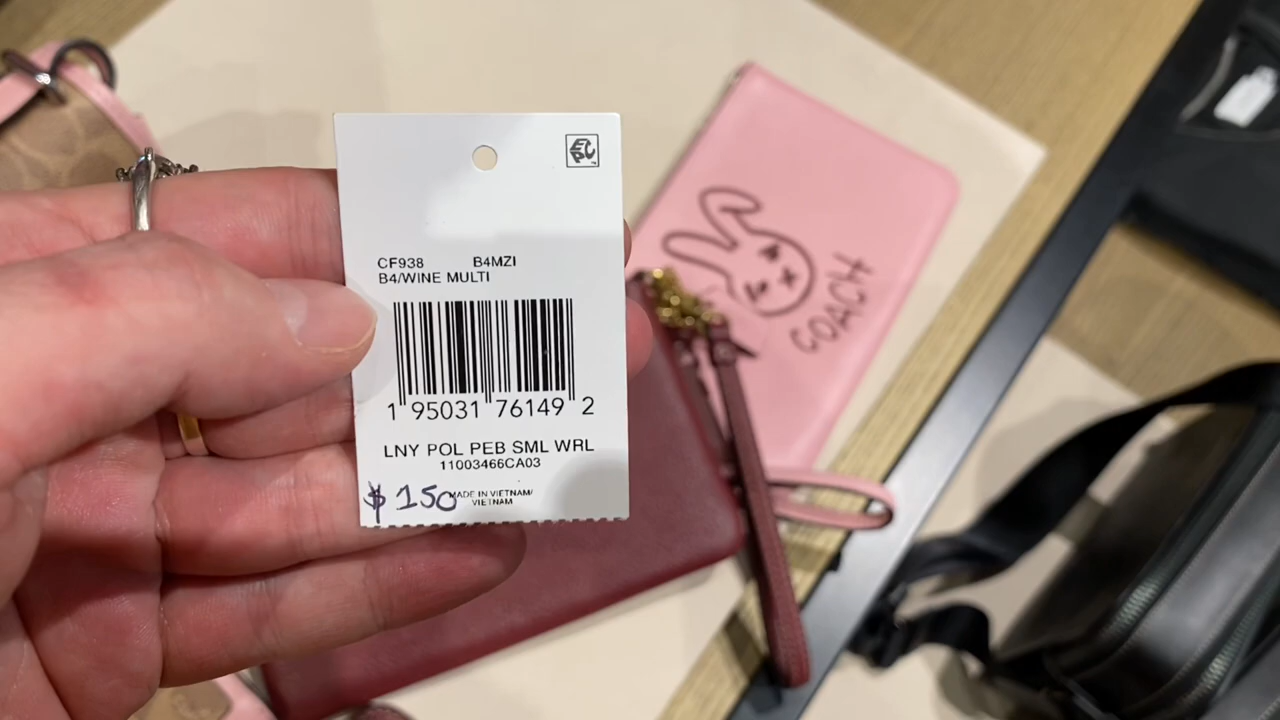 CF938 B4MZI
B4/WINE MULTI
1 95031 76149 2
LNY POL PEB SML WRL
11003466CA03
$150
MADE IN VIETNAM/
VIETNAM
COACH